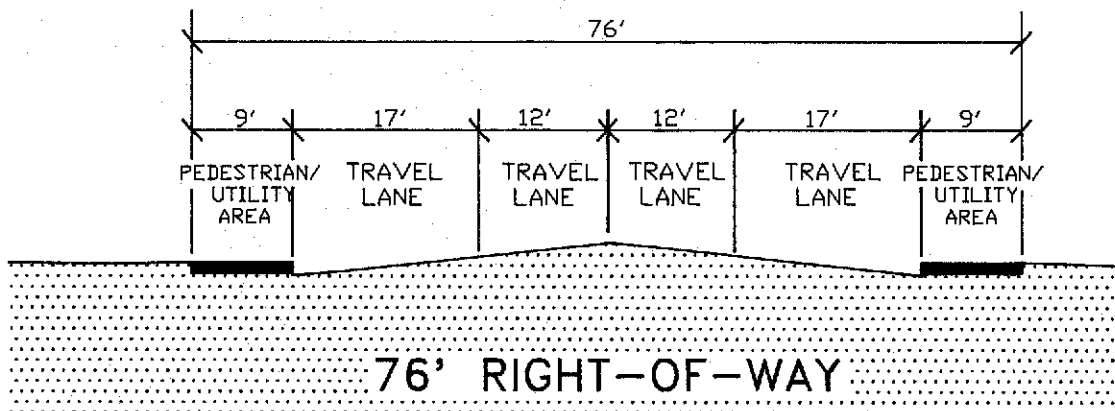 76'
9' 17' 12' 12' 17' 9'
PEDESTRIAN/
UTILITY
AREA
TRAVEL
LANE
TRAVEL
LANE
TRAVEL
LANE
TRAVEL
LANE
PEDESTRIAN/
UTILITY
AREA
76' RIGHT-OF-WAY